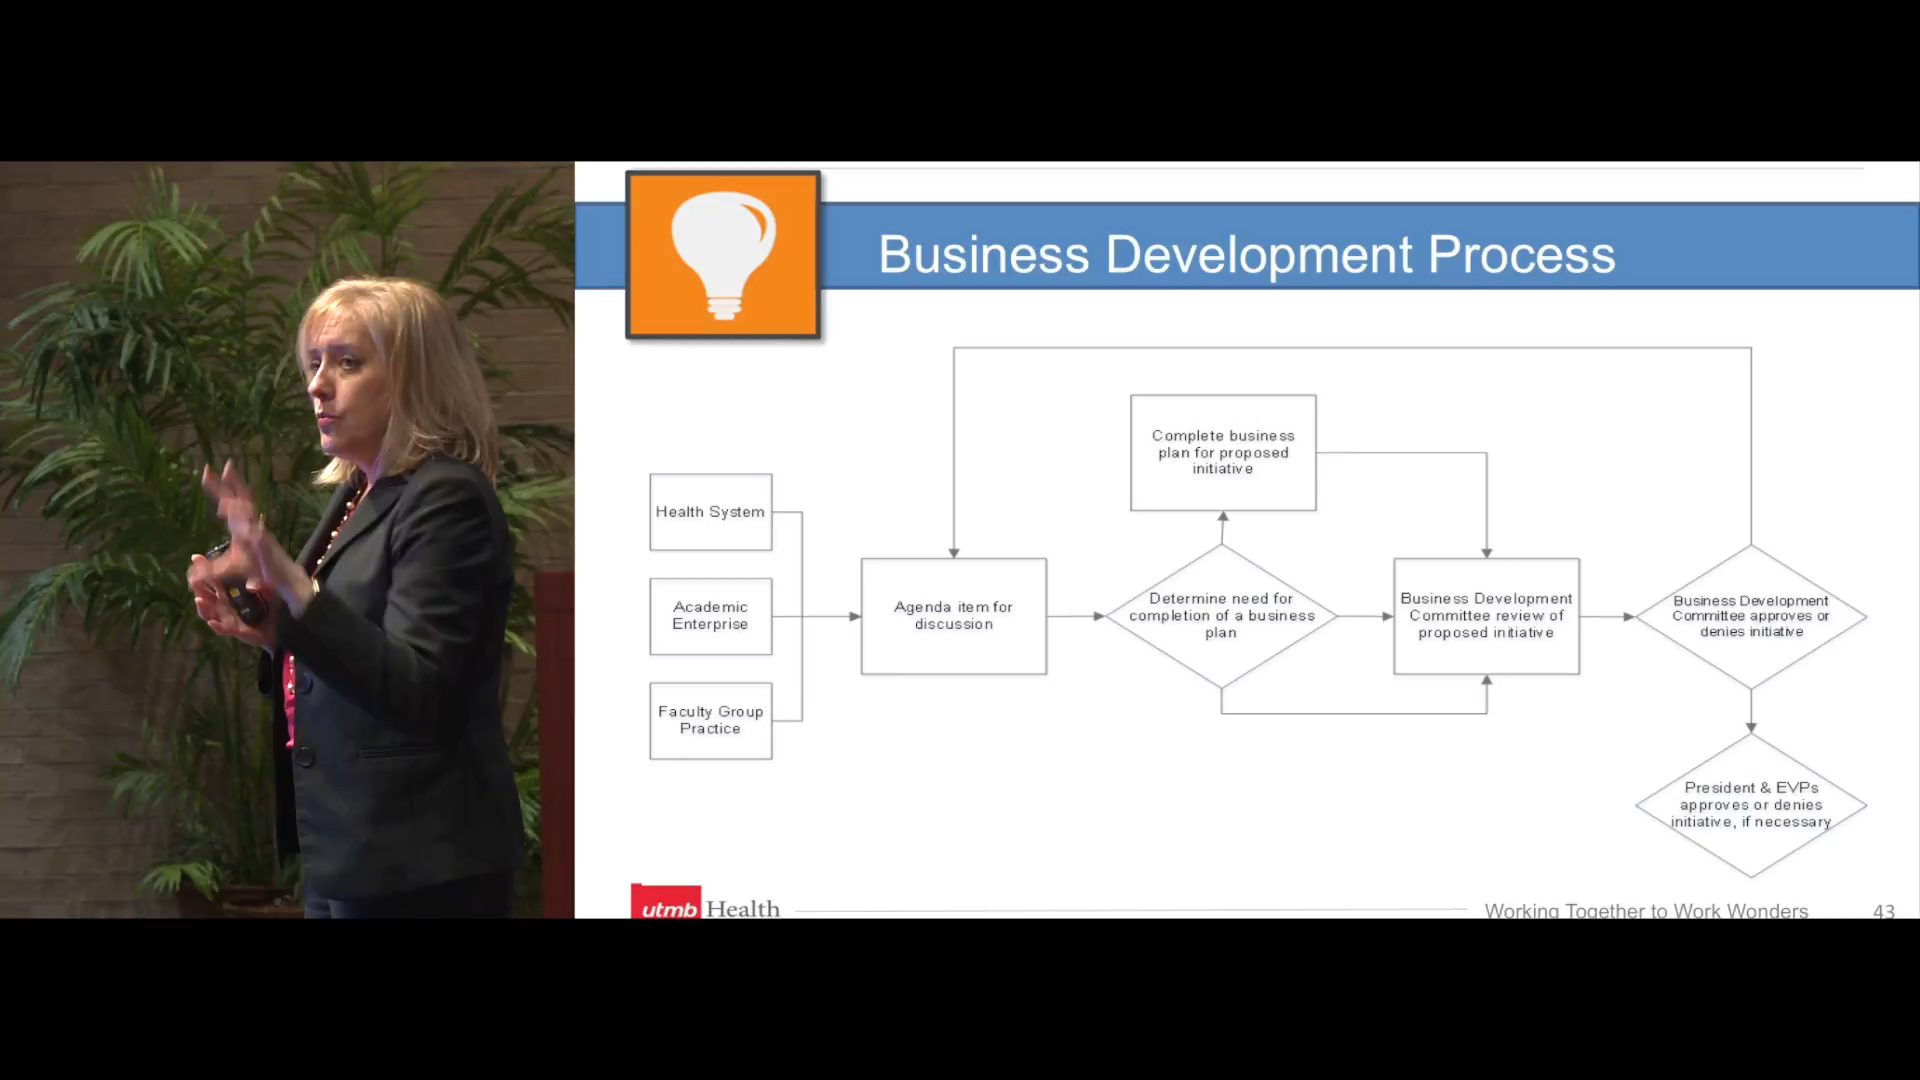 Business Development Process
Complete business
plan for proposed
initiative
Health System
Academic
Enterprise
Faculty Group
Practice
Agenda item for
discussion
Determine need for
completion of a business
plan
Business Development
Committee review of
proposed initiative
Business Development
Committee approves or
denies initiative
President & EVPs
approves or denies
initiative, if necessary
utmb Health
Working Together to Work Wonders
43